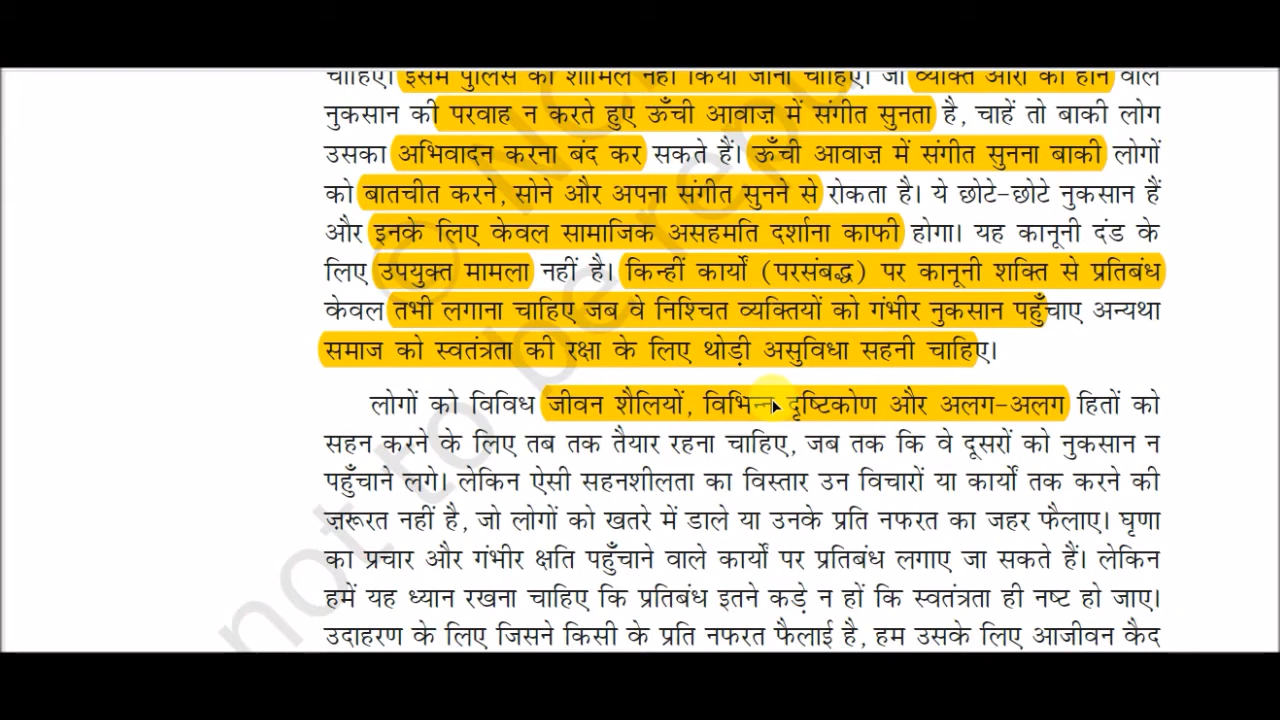 चाहिए। इसमें पुलिस को शामिल नहीं किया जाना चाहिए। जो व्यक्ति औरों को होने वाले
नुकसान की परवाह न करते हुए ऊँची आवाज़ में संगीत सुनता है, चाहें तो बाकी लोग
उसका अभिवादन करना बंद कर सकते हैं। ऊँची आवाज़ में संगीत सुनना बाकी लोगों
को बातचीत करने, सोने और अपना संगीत सुनने से रोकता है। ये छोटे-छोटे नुकसान हैं
और इनके लिए केवल सामाजिक असहमति दर्शाना काफी होगा। यह कानूनी दंड के
लिए उपयुक्त मामला नहीं है। किन्हीं कार्यों (परसंबद्ध) पर कानूनी शक्ति से प्रतिबंध
केवल तभी लगाना चाहिए जब वे निश्चित व्यक्तियों को गंभीर नुकसान पहुँचाए अन्यथा
समाज को स्वतंत्रता की रक्षा के लिए थोड़ी असुविधा सहनी चाहिए।
लोगों को विविध जीवन शैलियों, विभिन्न दृष्टिकोण और अलग-अलग हितों को
सहन करने के लिए तब तक तैयार रहना चाहिए, जब तक कि वे दूसरों को नुकसान न
पहुँचाने लगे। लेकिन ऐसी सहनशीलता का विस्तार उन विचारों या कार्यों तक करने की
ज़रूरत नहीं है, जो लोगों को खतरे में डाले या उनके प्रति नफरत का जहर फैलाए। घृणा
का प्रचार और गंभीर क्षति पहुँचाने वाले कार्यों पर प्रतिबंध लगाए जा सकते हैं। लेकिन
हमें यह ध्यान रखना चाहिए कि प्रतिबंध इतने कड़े न हों कि स्वतंत्रता ही नष्ट हो जाए।
उदाहरण के लिए जिसने किसी के प्रति नफरत फैलाई है, हम उसके लिए आजीवन कैद
not to be repu